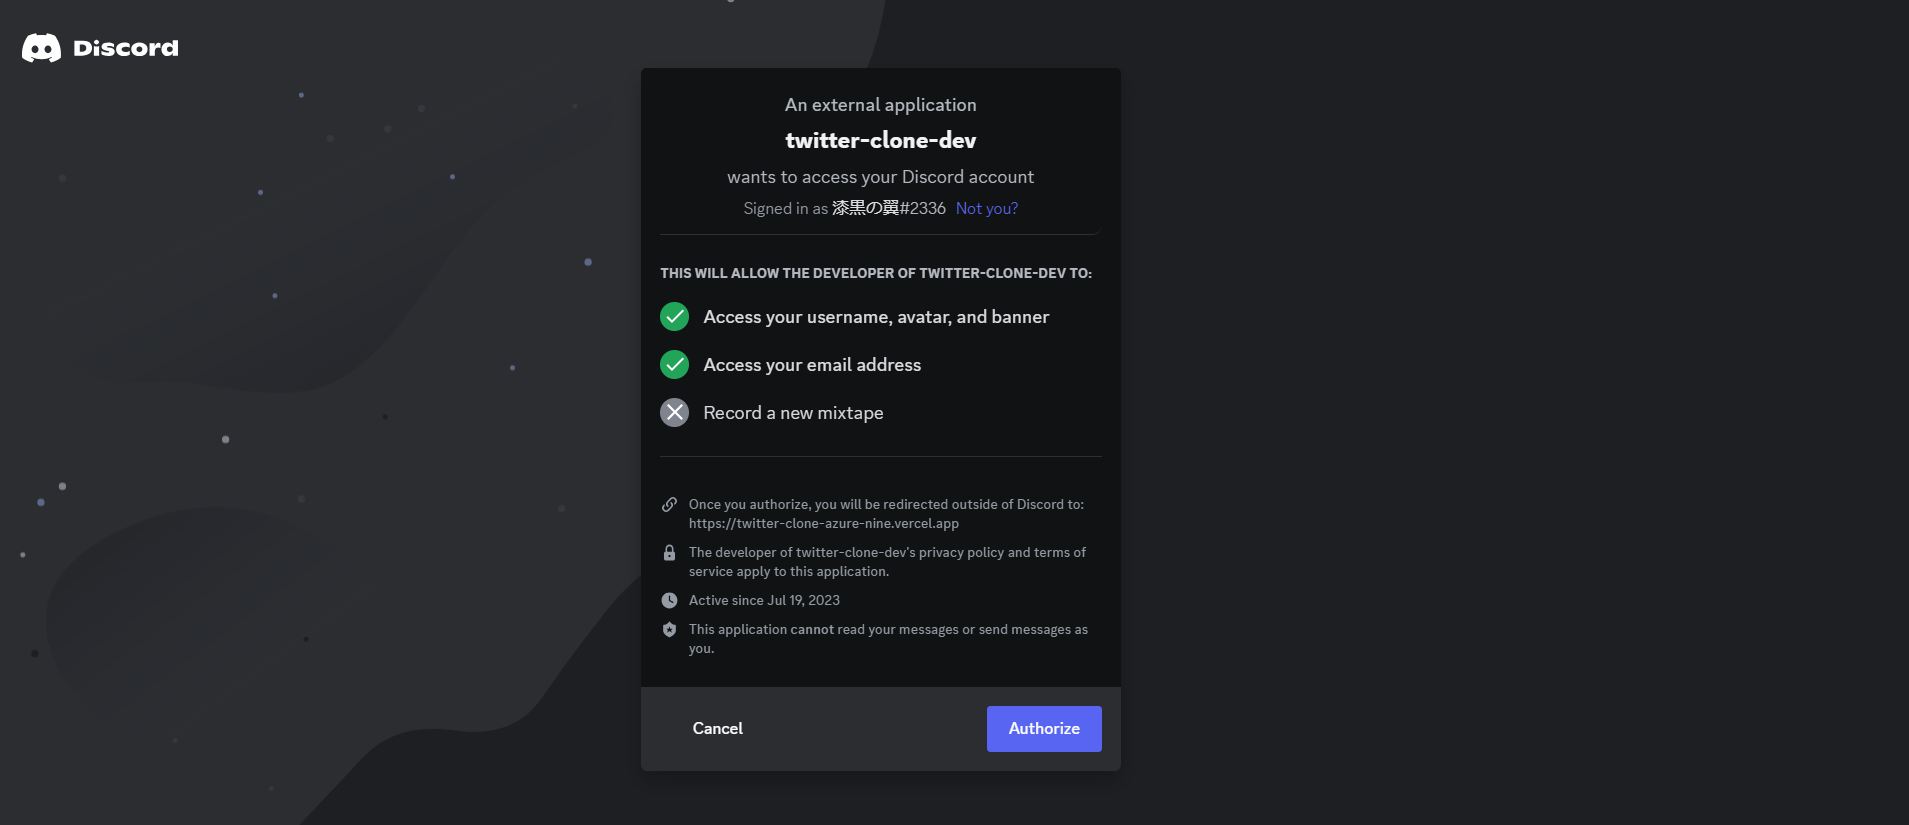 Discord
An external application
twitter-clone-dev
wants to access your Discord account
Signed in as 漆黒の翼#2336 Not you?
THIS WILL ALLOW THE DEVELOPER OF TWITTER-CLONE-DEV TO:
Access your username, avatar, and banner
Access your email address
Record a new mixtape
Once you authorize, you will be redirected outside of Discord to:
https://twitter-clone-azure-nine.vercel.app
The developer of twitter-clone-dev's privacy policy and terms of
service apply to this application.
Active since Jul 19, 2023
This application cannot read your messages or send messages as
you.
Cancel
Authorize